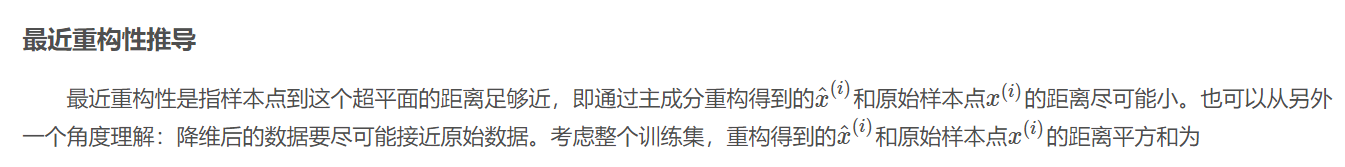 最近重构性推导
最近重构性是指样本点到这个超平面的距离足够近，即通过主成分重构得到的x̂⁽ⁱ⁾和原始样本点x⁽ⁱ⁾的距离尽可能小。也可以从另外
一个角度理解：降维后的数据要尽可能接近原始数据。考虑整个训练集，重构得到的x̂⁽ⁱ⁾和原始样本点x⁽ⁱ⁾的距离平方和为